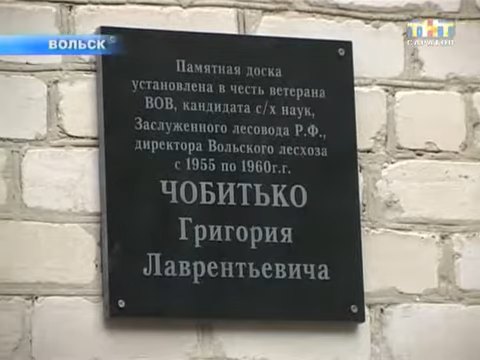 ВОЛЬСК
ТНТ
САРАТОВ
Памятная доска
установлена в честь ветерана
ВОВ, кандидата с/х наук,
Заслуженного лесовода Р.Ф.,
директора Вольского лесхоза
с 1955 по 1960г.г.
ЧОБИТЬКО
Григория
Лаврентьевича